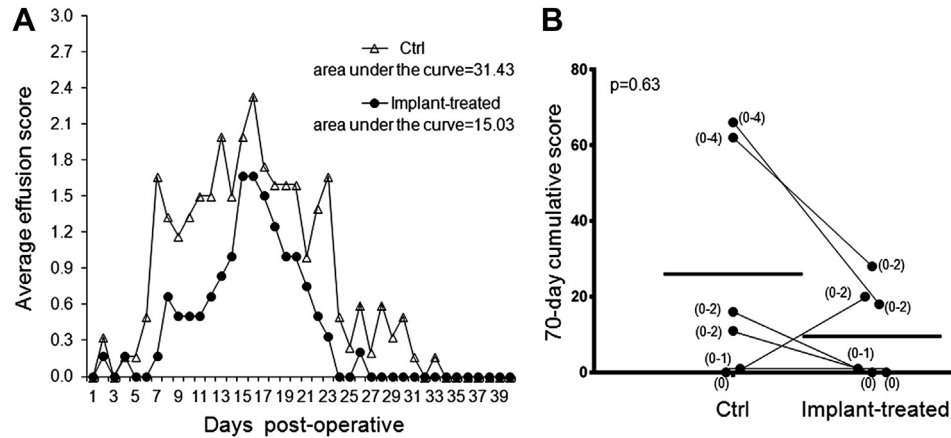 A
3.0
2.7
2.4
2.1
1.8
1.5
1.2
0.9
0.6
0.3
0.0
Average effusion score
Ctrl
area under the curve=31.43
Implant-treated
area under the curve=15.03
1 3 5 7 9 11 13 15 17 19 21 23 25 27 29 31 33 35 37 39
Days post-operative
B
80
60
40
20
0
70-day cumulative score
p=0.63
(0-4)
(0-4)
(0-2)
(0-2) (0-2)
(0-2)
(0-2)
(0-1) (0-1)
(0) (0) (0)
Ctrl Implant-treated